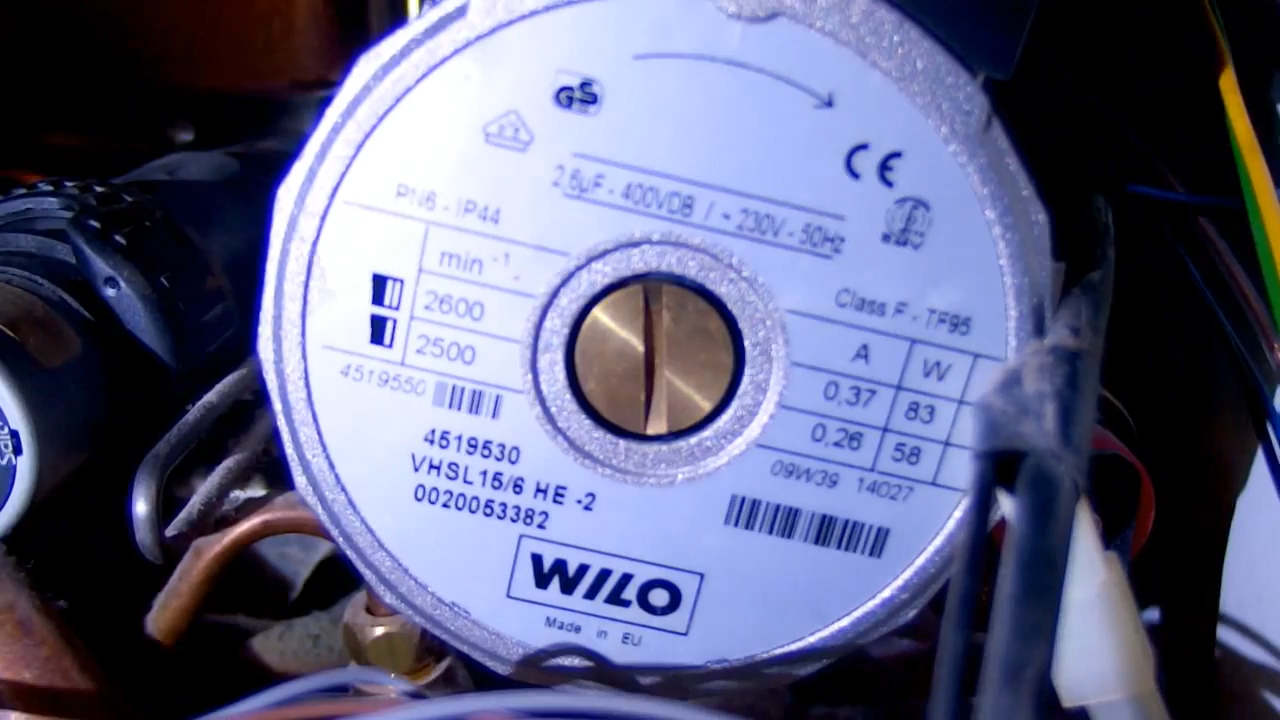 GS
CE
2,6µF - 400VDB / ~ 230V - 50Hz
PN6 - IP44
min -1
2600
2500
Class F - TF95
A W
0,37 83
0,26 58
4519550
4519530
VHSL15/6 HE -2
0020053382
09W39 14027
WILO
Made in EU